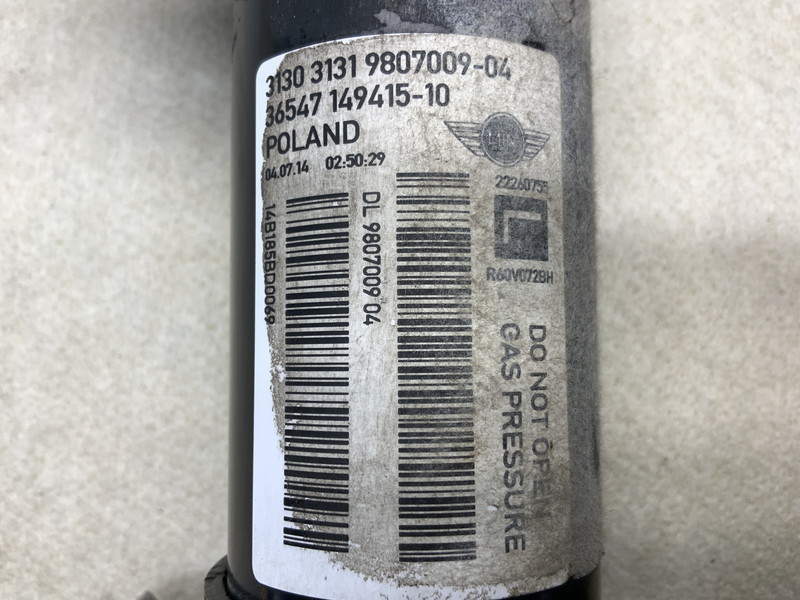 3130 3131 9807009-04
36547 149415-10
POLAND
04.07.14 02:50:29
22260755
L
R60V072BH
14B185BD0069
DL 9807009 04
DO NOT OPEN
GAS PRESSURE